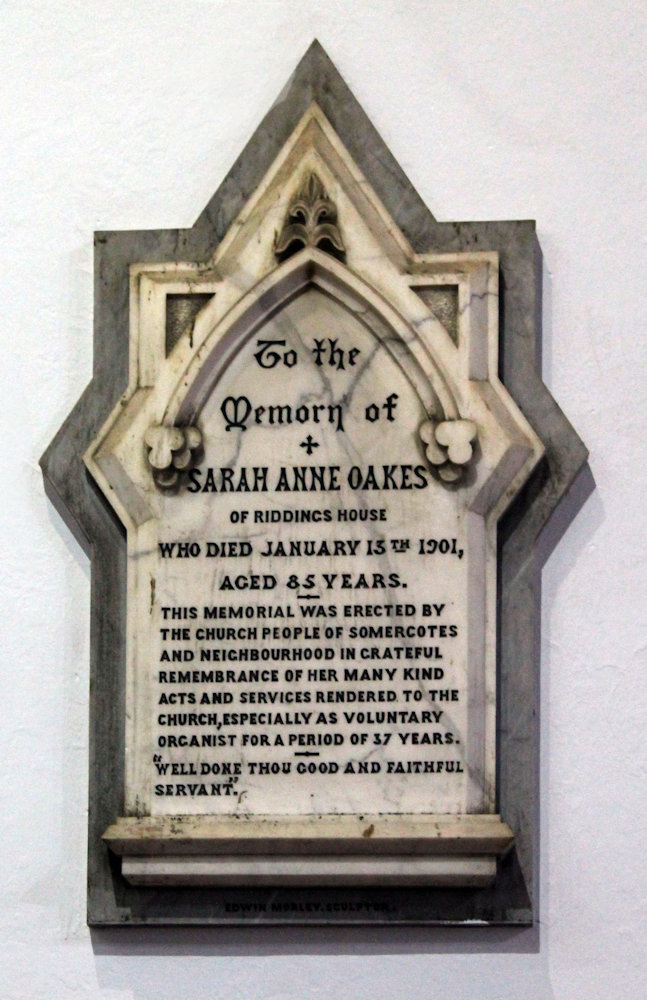 To the
Memory of
SARAH ANNE OAKES
OF RIDDINGS HOUSE
WHO DIED JANUARY 13TH 1901,
AGED 85 YEARS.
THIS MEMORIAL WAS ERECTED BY
THE CHURCH PEOPLE OF SOMERCOTES
AND NEIGHBOURHOOD IN GRATEFUL
REMEMBRANCE OF HER MANY KIND
ACTS AND SERVICES RENDERED TO THE
CHURCH, ESPECIALLY AS VOLUNTARY
ORGANIST FOR A PERIOD OF 37 YEARS.
"WELL DONE THOU GOOD AND FAITHFUL
SERVANT."
EDWIN MORLEY. SCULPTOR.